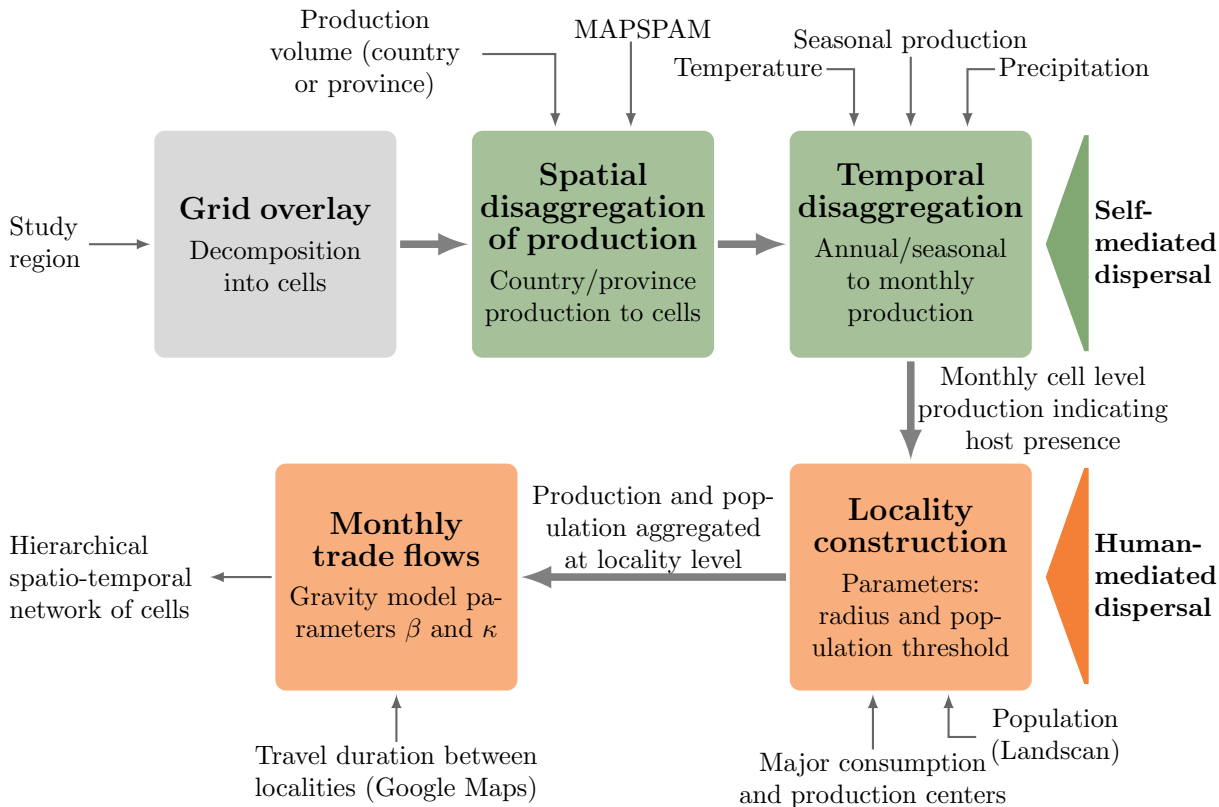 Production
volume (country
or province)
MAPSPAM
Seasonal production
Temperature
Precipitation
Study
region
Grid overlay
Decomposition
into cells
Spatial
disaggregation
of production
Country/province
production to cells
Temporal
disaggregation
Annual/seasonal
to monthly
production
Self-
mediated
dispersal
Monthly cell level
production indicating
host presence
Hierarchical
spatio-temporal
network of cells
Monthly
trade flows
Gravity model pa-
rameters β and κ
Production and pop-
ulation aggregated
at locality level
Locality
construction
Parameters:
radius and pop-
ulation threshold
Human-
mediated
dispersal
Travel duration between
localities (Google Maps)
Major consumption
and production centers
Population
(Landscan)